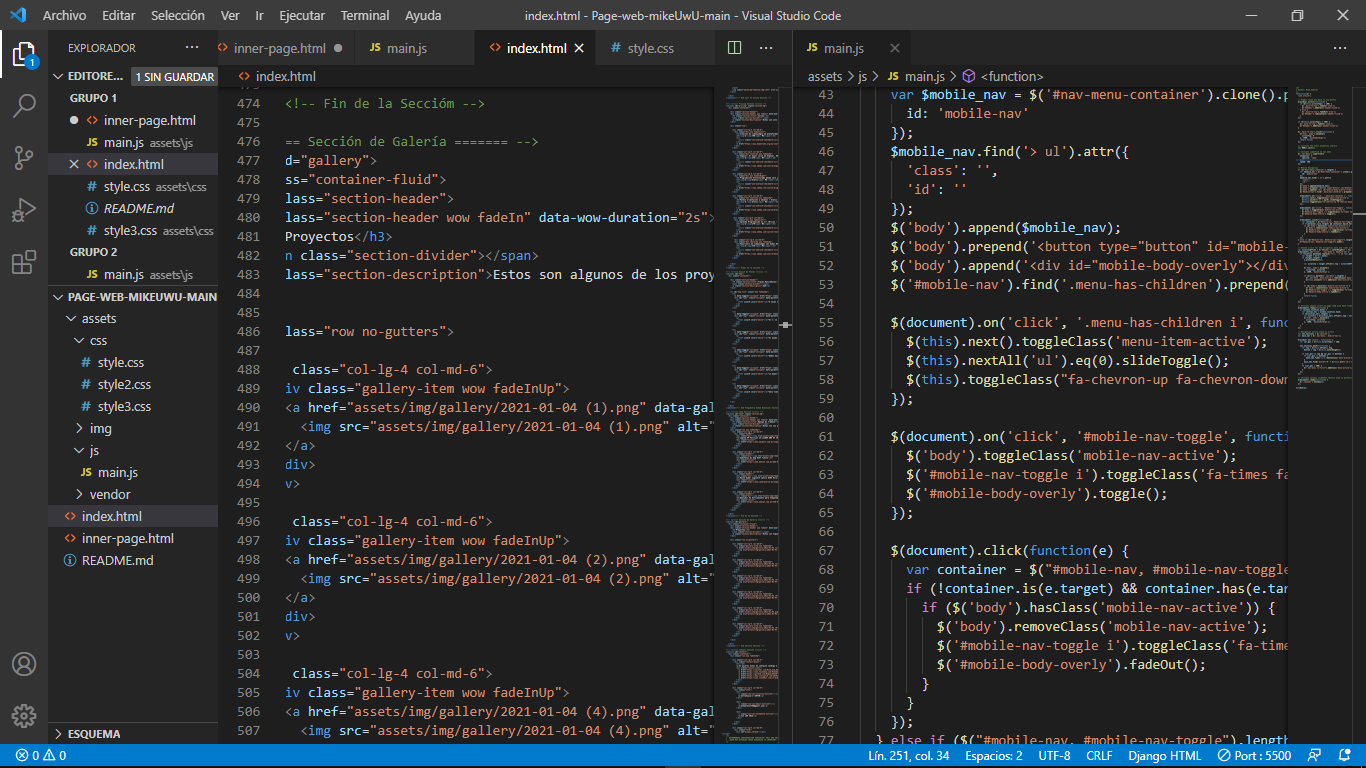 Archivo Editar Selección Ver Ir Ejecutar Terminal Ayuda
index.html - Page-web-mikeUwU-main - Visual Studio Code
1
EXPLORADOR
EDITORE... 1 SIN GUARDAR
GRUPO 1
inner-page.html
JS main.js assets\js
index.html
# style.css assets\css
README.md
# style3.css assets\css
GRUPO 2
JS main.js assets\js
PAGE-WEB-MIKEUWU-MAIN
assets
css
# style.css
# style2.css
# style3.css
img
js
JS main.js
vendor
index.html
inner-page.html
README.md
ESQUEMA
inner-page.html
JS main.js
index.html
# style.css
index.html
474 <!-- Fin de la Seccióm -->
475
476 == Sección de Galería ======= -->
477 d="gallery">
478 ss="container-fluid">
479 lass="section-header">
480 lass="section-header wow fadeIn" data-wow-duration="2s">
481 Proyectos</h3>
482 n class="section-divider"></span>
483 lass="section-description">Estos son algunos de los proy
484
485
486 lass="row no-gutters">
487
488 class="col-lg-4 col-md-6">
489 iv class="gallery-item wow fadeInUp">
490 <a href="assets/img/gallery/2021-01-04 (1).png" data-gal
491 <img src="assets/img/gallery/2021-01-04 (1).png" alt="
492 </a>
493 div>
494 v>
495
496 class="col-lg-4 col-md-6">
497 iv class="gallery-item wow fadeInUp">
498 <a href="assets/img/gallery/2021-01-04 (2).png" data-gal
499 <img src="assets/img/gallery/2021-01-04 (2).png" alt="
500 </a>
501 div>
502 v>
503
504 class="col-lg-4 col-md-6">
505 iv class="gallery-item wow fadeInUp">
506 <a href="assets/img/gallery/2021-01-04 (4).png" data-gal
507 <img src="assets/img/gallery/2021-01-04 (4).png" alt="
JS main.js
assets > js > JS main.js > <function>
43 var $mobile_nav = $('#nav-menu-container').clone().p
44 id: 'mobile-nav'
45 });
46 $mobile_nav.find('> ul').attr({
47 'class': '',
48 'id': ''
49 });
50 $('body').append($mobile_nav);
51 $('body').prepend('<button type="button" id="mobile-
52 $('body').append('<div id="mobile-body-overly"></div
53 $('#mobile-nav').find('.menu-has-children').prepend(
54
55 $(document).on('click', '.menu-has-children i', func
56 $(this).next().toggleClass('menu-item-active');
57 $(this).nextAll('ul').eq(0).slideToggle();
58 $(this).toggleClass("fa-chevron-up fa-chevron-down
59 });
60
61 $(document).on('click', '#mobile-nav-toggle', functi
62 $('body').toggleClass('mobile-nav-active');
63 $('#mobile-nav-toggle i').toggleClass('fa-times fa
64 $('#mobile-body-overly').toggle();
65 });
66
67 $(document).click(function(e) {
68 var container = $("#mobile-nav, #mobile-nav-toggle
69 if (!container.is(e.target) && container.has(e.tar
70 if ($('body').hasClass('mobile-nav-active')) {
71 $('body').removeClass('mobile-nav-active');
72 $('#mobile-nav-toggle i').toggleClass('fa-time
73 $('#mobile-body-overly').fadeOut();
74 }
75 }
76 });
77 } else if ($("#mobile-nav, #mobile-nav-toggle").length
0 0 Lín. 251, col. 34 Espacios: 2 UTF-8 CRLF Django HTML Port : 5500